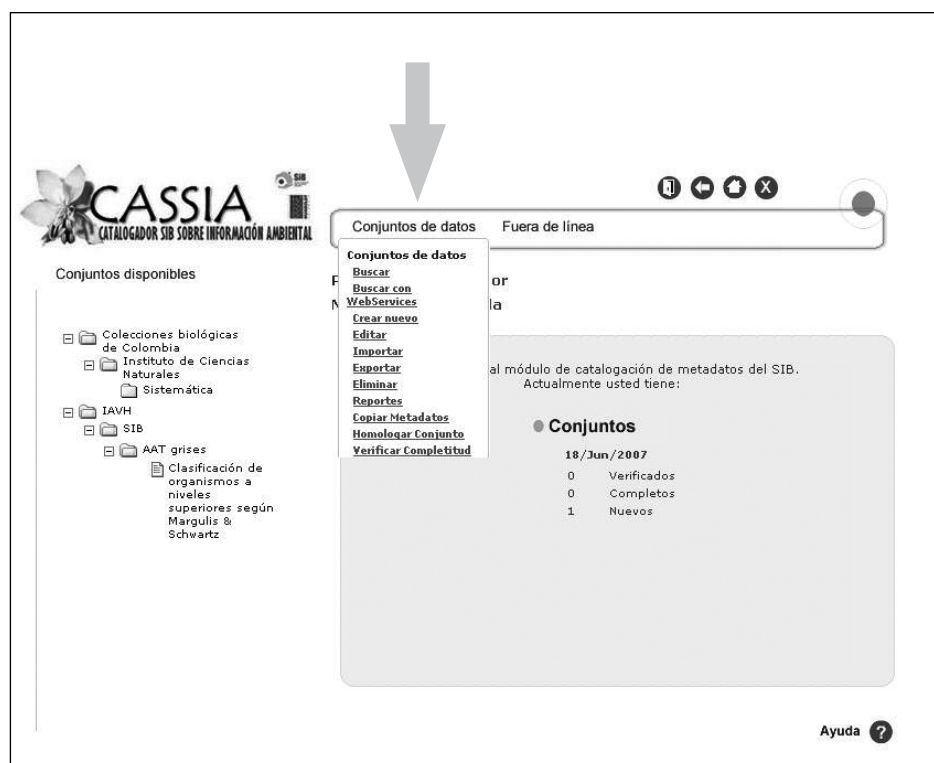 CASSIA
SIB
CATALOGADOR SIB SOBRE INFORMACIÓN AMBIENTAL
Conjuntos de datos Fuera de línea
Conjuntos de datos
Buscar
Buscar con
WebServices
Crear nuevo
Editar
Importar
Exportar
Eliminar
Reportes
Copiar Metadatos
Homologar Conjunto
Verificar Completitud
or
la
Conjuntos disponibles
Colecciones biológicas
de Colombia
Instituto de Ciencias
Naturales
Sistemática
IAVH
SIB
AAT grises
Clasificación de
organismos a
niveles
superiores según
Margulis &
Schwartz
al módulo de catalogación de metadatos del SIB.
Actualmente usted tiene:
Conjuntos
18/Jun/2007
0 Verificados
0 Completos
1 Nuevos
Ayuda ?